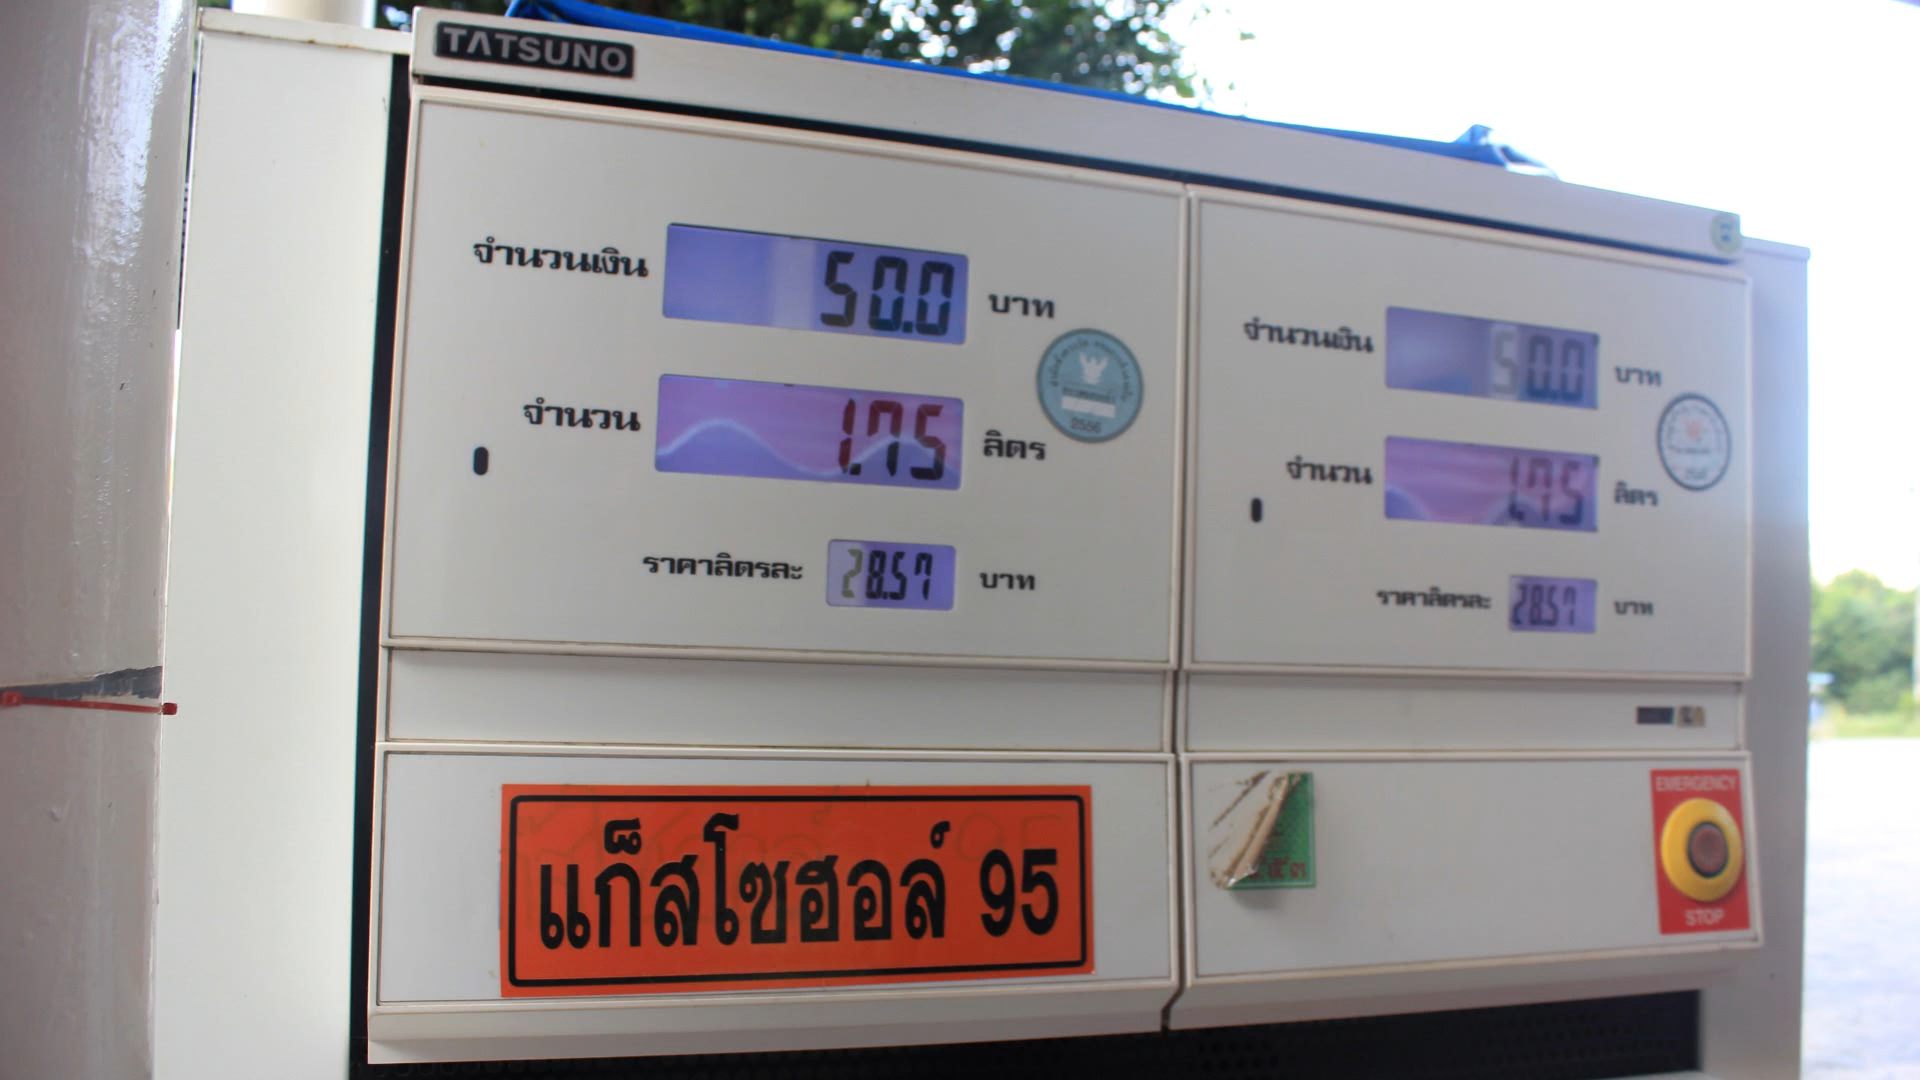 TATSUNO
จำนวนเงิน 50.0 บาท
จำนวน 1.75 ลิตร
2556
ราคาลิตรละ 28.57 บาท
จำนวนเงิน 50.0 บาท
จำนวน 1.75 ลิตร
ราคาลิตรละ 28.57 บาท
แก็สโซฮอล์ 95
EMERGENCY
STOP